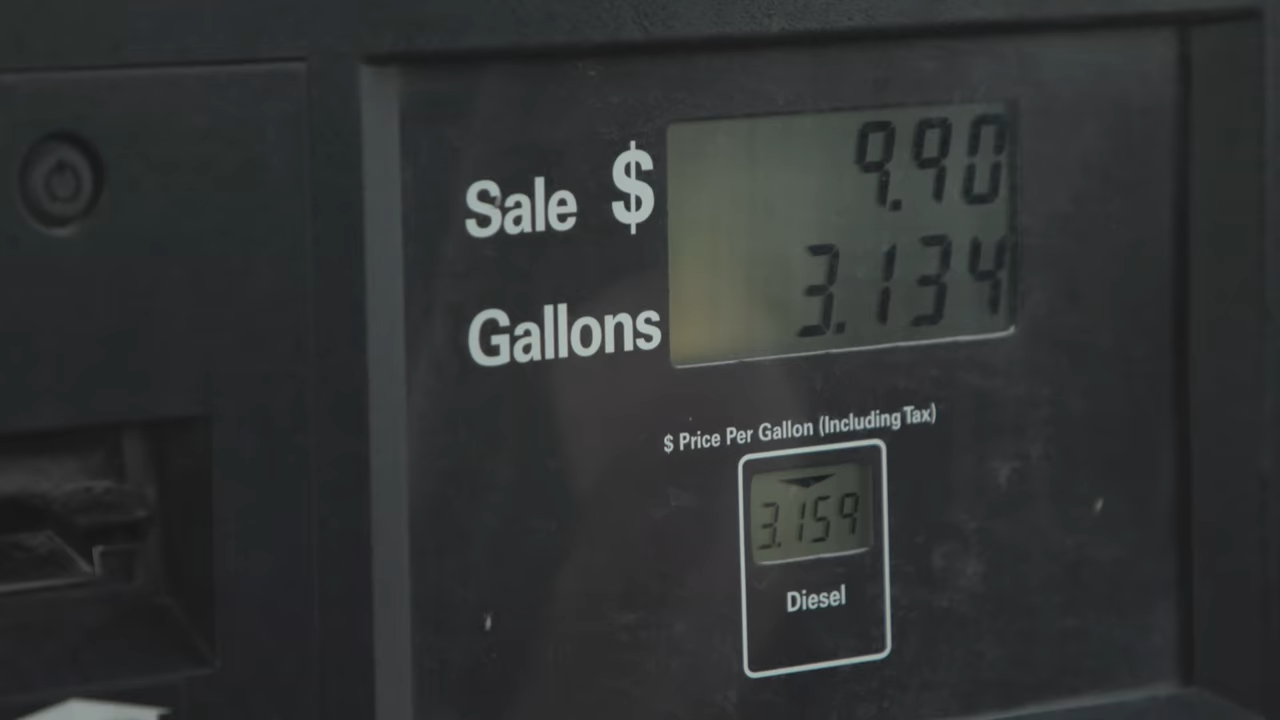 Sale $ 9.90
Gallons 3.134
$ Price Per Gallon (Including Tax)
3.159
Diesel